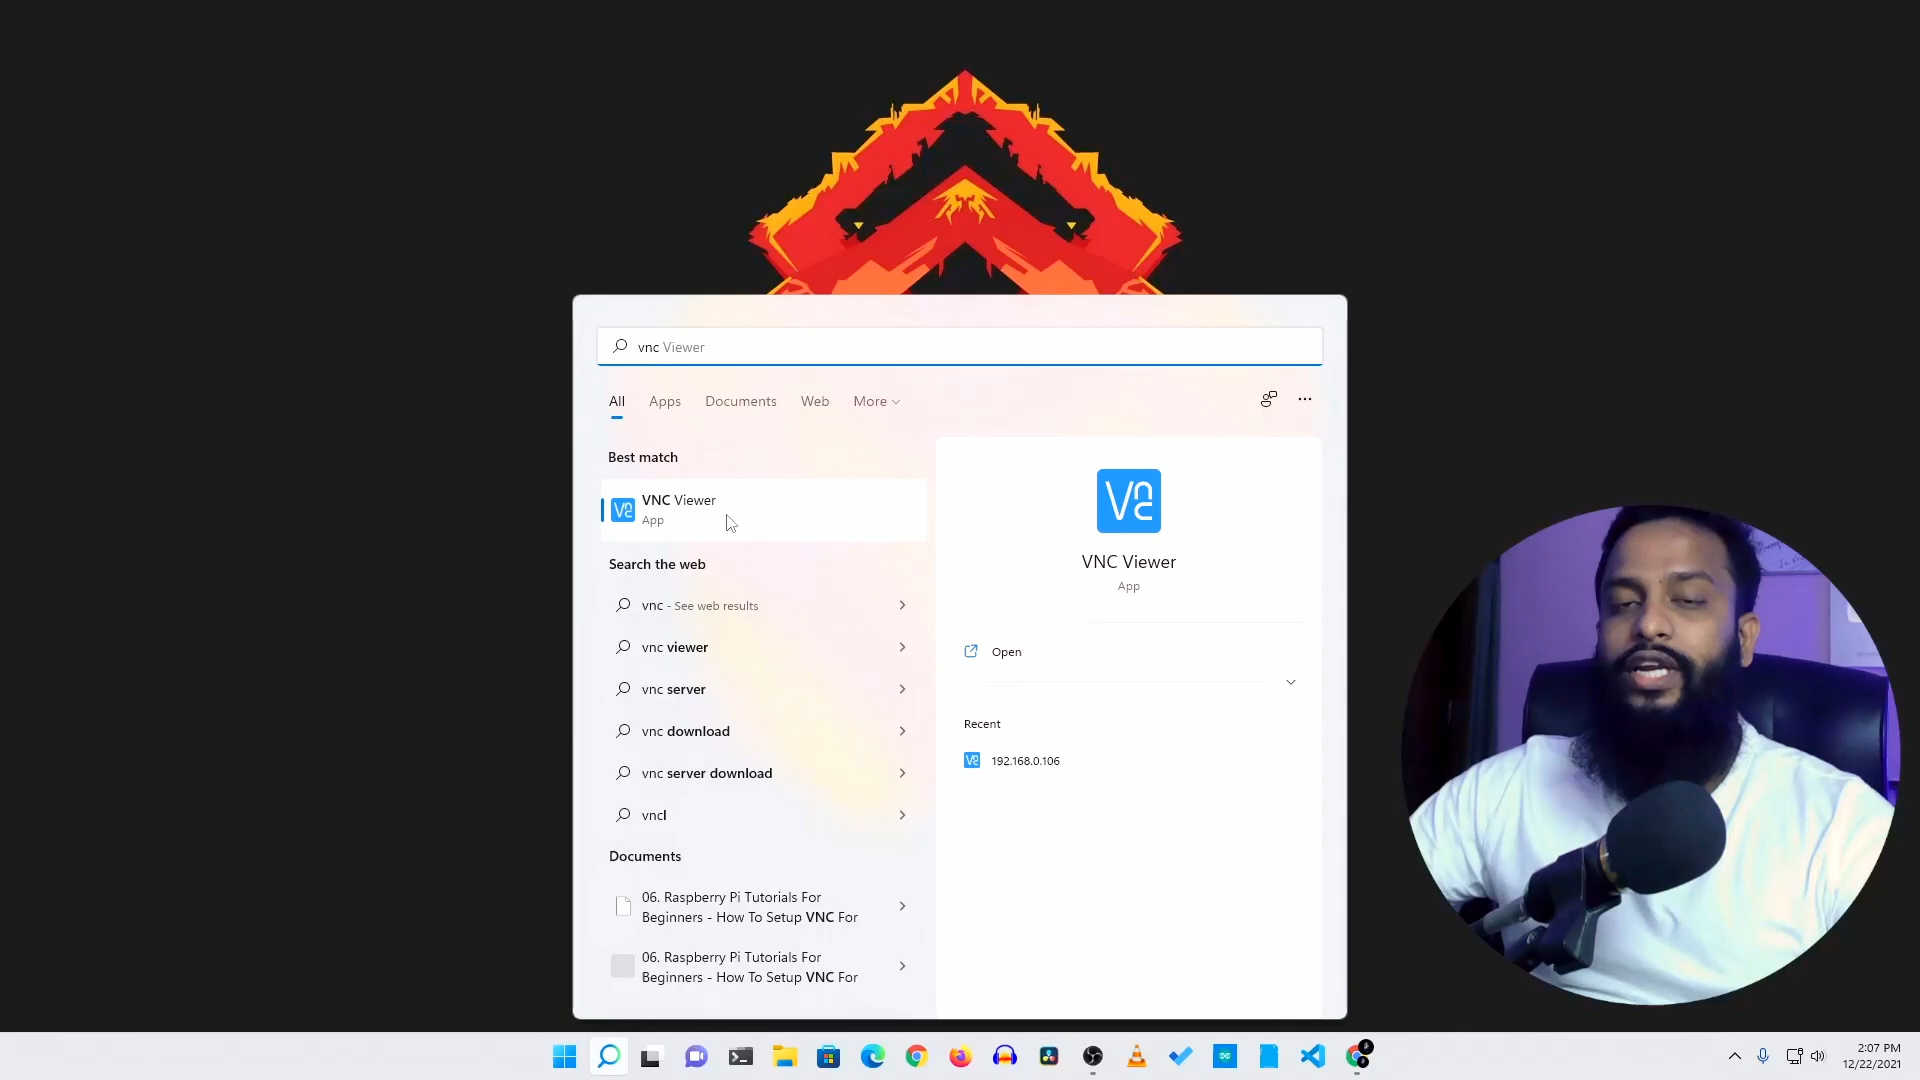 vnc Viewer
All Apps Documents Web More
Best match
VNC Viewer
App
Search the web
vnc - See web results
vnc viewer
vnc server
vnc download
vnc server download
vncl
Documents
06. Raspberry Pi Tutorials For
Beginners - How To Setup VNC For
06. Raspberry Pi Tutorials For
Beginners - How To Setup VNC For
VNC Viewer
App
Open
Recent
192.168.0.106
2:07 PM
12/22/2021